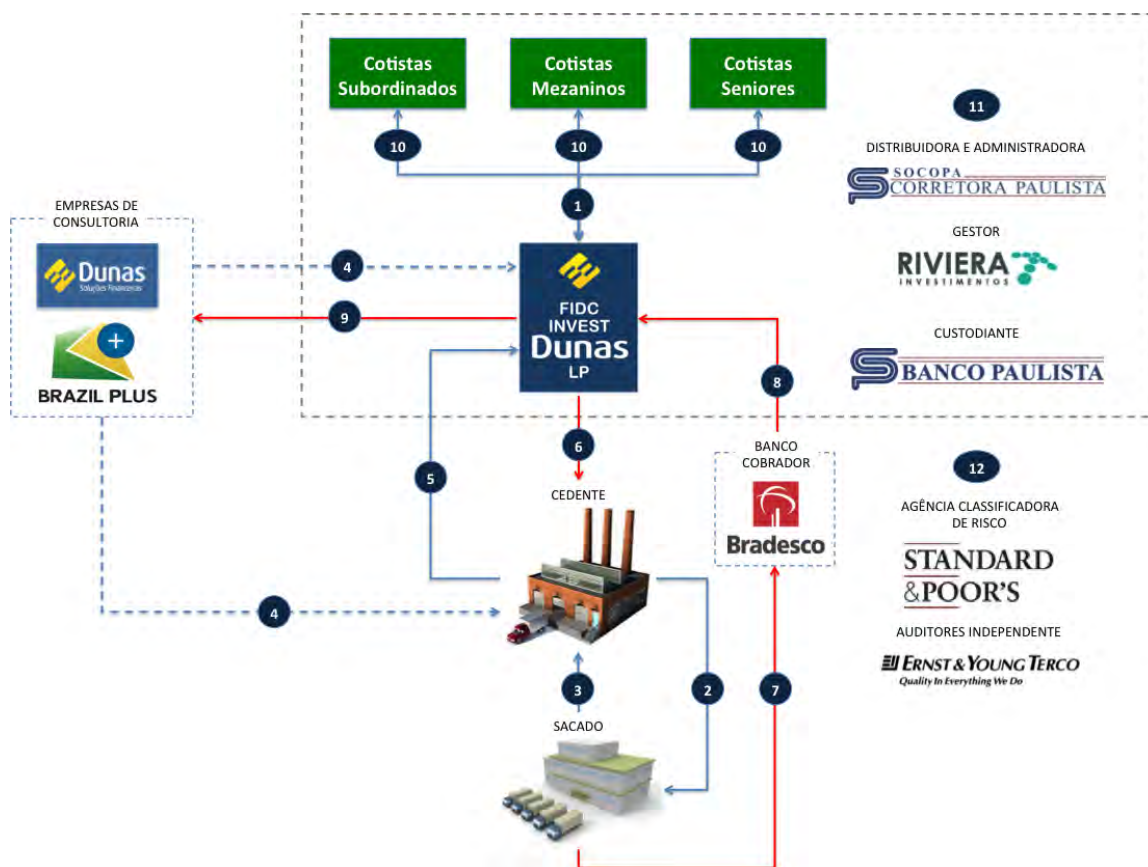 Cotistas
Subordinados
Cotistas
Mezaninos
Cotistas
Seniores
10
10
10
11
DISTRIBUIDORA E ADMINISTRADORA
SOCOPA
CORRETORA PAULISTA
GESTOR
RIVIERA
INVESTIMENTOS
CUSTODIANTE
BANCO PAULISTA
1
EMPRESAS DE
CONSULTORIA
Dunas
Soluções Financeiras
BRAZIL PLUS
4
9
FIDC
INVEST
Dunas
LP
8
6
5
CEDENTE
BANCO
COBRADOR
Bradesco
12
AGÊNCIA CLASSIFICADORA
DE RISCO
STANDARD
&POOR'S
AUDITORES INDEPENDENTE
ERNST & YOUNG TERCO
Quality In Everything We Do
4
3
2
7
SACADO